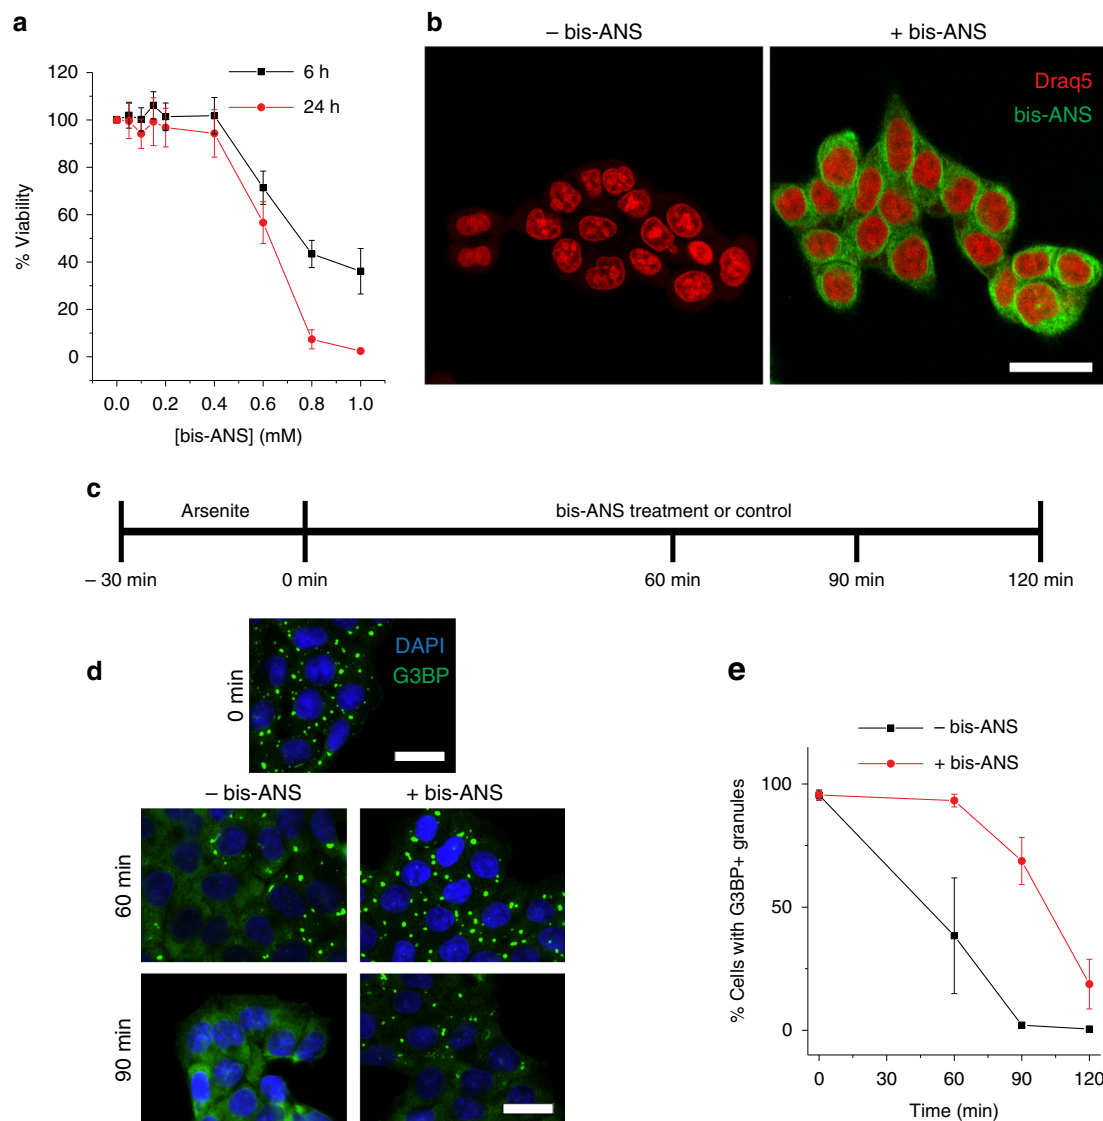 a
120
100
80
60
40
20
0
% Viability
6 h
24 h
0.0 0.2 0.4 0.6 0.8 1.0
[bis-ANS] (mM)
b
– bis-ANS
+ bis-ANS
Draq5
bis-ANS
c
Arsenite
bis-ANS treatment or control
– 30 min
0 min
60 min
90 min
120 min
d
0 min
DAPI
G3BP
– bis-ANS
+ bis-ANS
60 min
90 min
e
– bis-ANS
+ bis-ANS
100
50
0
% Cells with G3BP+ granules
0 30 60 90 120
Time (min)